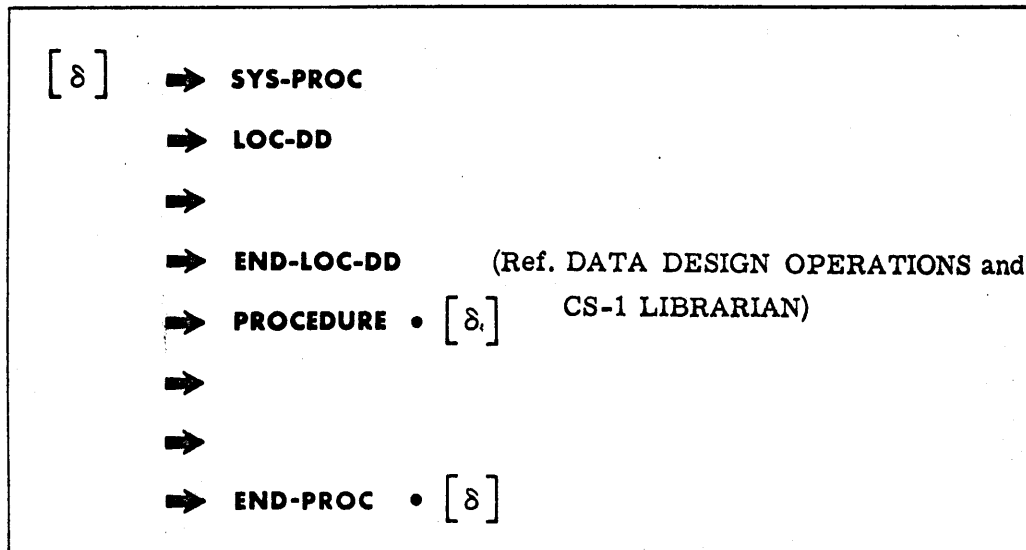 [δ] ➡ SYS-PROC
➡ LOC-DD
➡
➡ END-LOC-DD (Ref. DATA DESIGN OPERATIONS and
CS-1 LIBRARIAN)
➡ PROCEDURE • [δ]
➡
➡
➡ END-PROC • [δ]